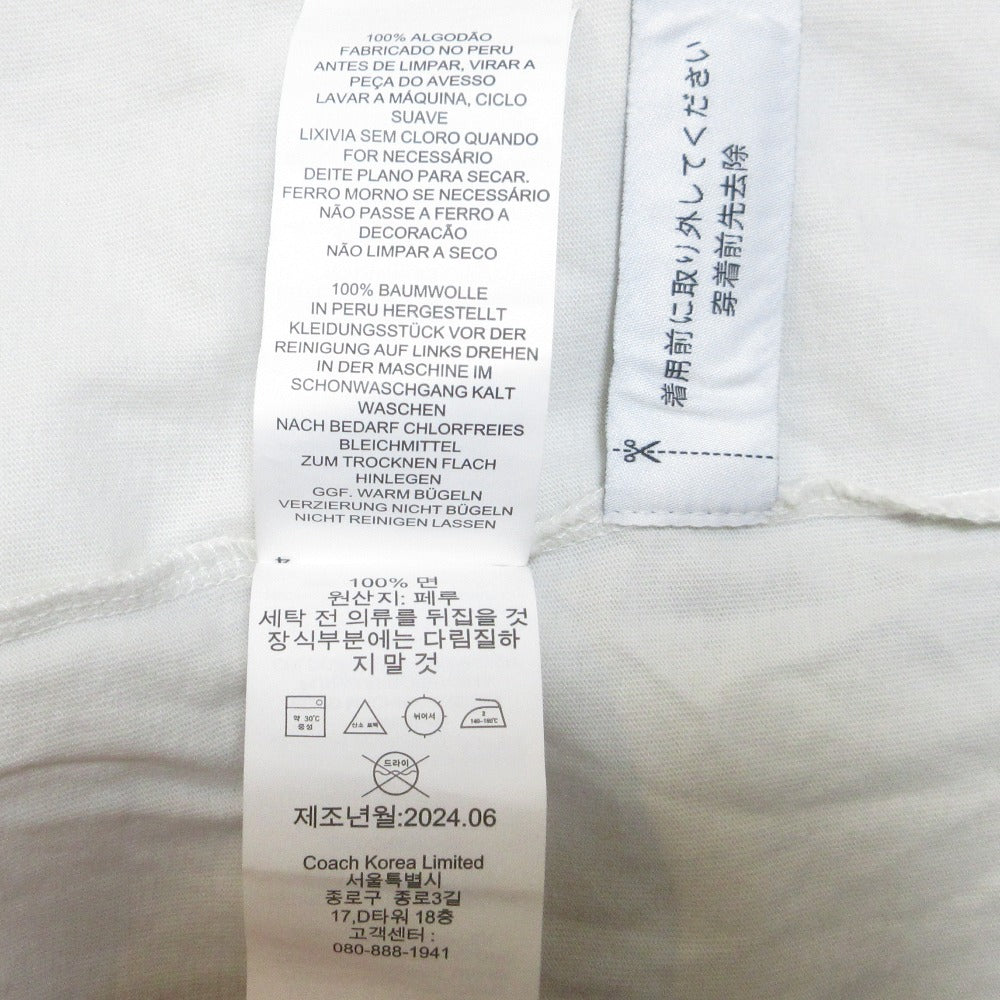 100% ALGODÃO
FABRICADO NO PERU
ANTES DE LIMPAR, VIRAR A
PEÇA DO AVESSO
LAVAR A MÁQUINA, CICLO
SUAVE
LIXIVIA SEM CLORO QUANDO
FOR NECESSÁRIO
DEITE PLANO PARA SECAR.
FERRO MORNO SE NECESSÁRIO
NÃO PASSE A FERRO A
DECORACÃO
NÃO LIMPAR A SECO
100% BAUMWOLLE
IN PERU HERGESTELLT
KLEIDUNGSSTÜCK VOR DER
REINIGUNG AUF LINKS DREHEN
IN DER MASCHINE IM
SCHONWASCHGANG KALT
WASCHEN
NACH BEDARF CHLORFREIES
BLEICHMITTEL
ZUM TROCKNEN FLACH
HINLEGEN
GGF. WARM BÜGELN
VERZIERUNG NICHT BÜGELN
NICHT REINIGEN LASSEN
4
100% 면
원산지: 페루
세탁 전 의류를 뒤집을 것
장식부분에는 다림질하
지 말 것
약 30℃
중성
산소 표백
뉘어서
2
140~160℃
드라이
제조년월:2024.06
Coach Korea Limited
서울특별시
종로구 종로3길
17,D타워 18층
고객센터 :
080-888-1941
着用前に取り外してください
穿着前先去除